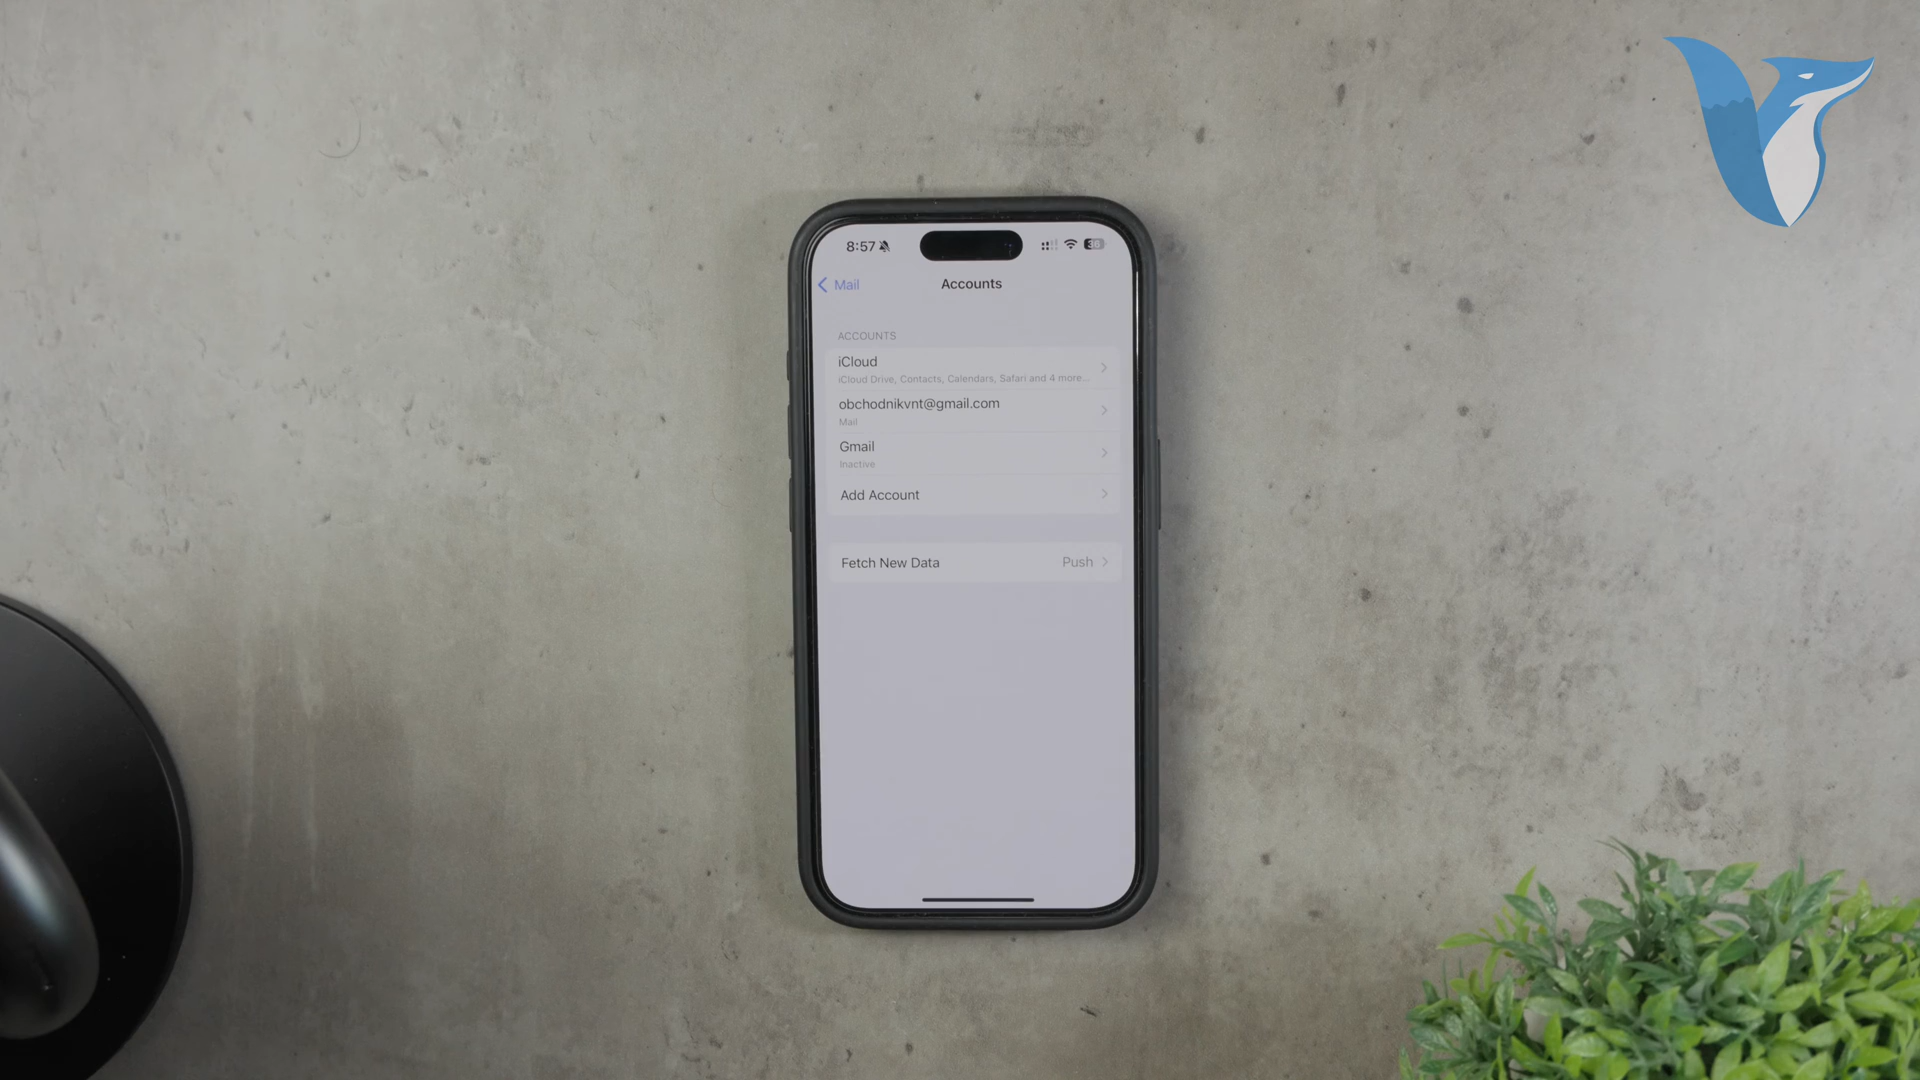 8:57
36
Mail
Accounts
ACCOUNTS
iCloud
iCloud Drive, Contacts, Calendars, Safari and 4 more...
obchodnikvnt@gmail.com
Mail
Gmail
Inactive
Add Account
Fetch New Data
Push